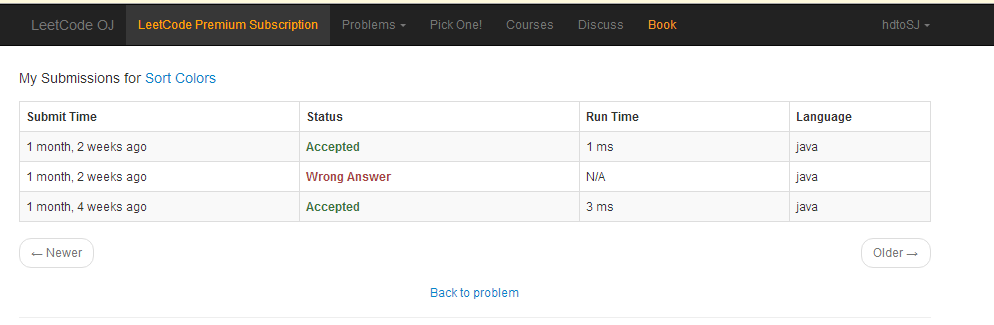 LeetCode OJ LeetCode Premium Subscription Problems Pick One! Courses Discuss Book hdtoSJ
My Submissions for Sort Colors
Submit Time Status Run Time Language
1 month, 2 weeks ago Accepted 1 ms java
1 month, 2 weeks ago Wrong Answer N/A java
1 month, 4 weeks ago Accepted 3 ms java
← Newer Older →
Back to problem